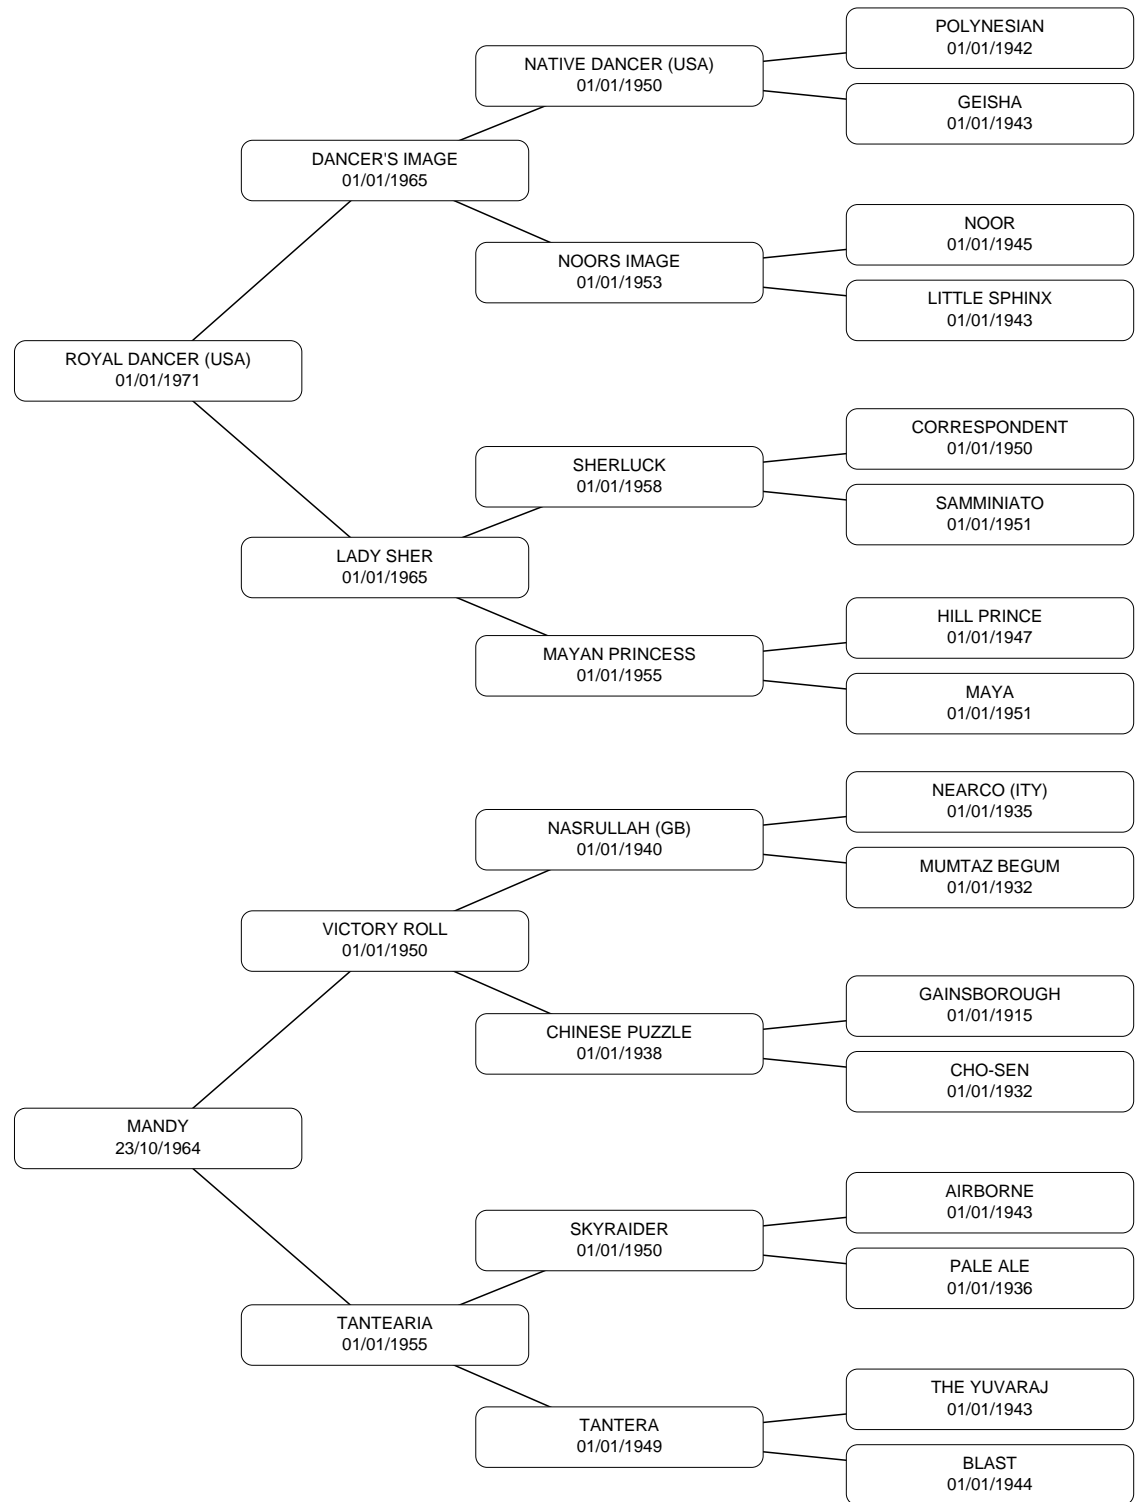 POLYNESIAN
01/01/1942
NATIVE DANCER (USA)
01/01/1950
GEISHA
01/01/1943
DANCER'S IMAGE
01/01/1965
NOOR
01/01/1945
NOORS IMAGE
01/01/1953
LITTLE SPHINX
01/01/1943
ROYAL DANCER (USA)
01/01/1971
CORRESPONDENT
01/01/1950
SHERLUCK
01/01/1958
SAMMINIATO
01/01/1951
LADY SHER
01/01/1965
HILL PRINCE
01/01/1947
MAYAN PRINCESS
01/01/1955
MAYA
01/01/1951
NEARCO (ITY)
01/01/1935
NASRULLAH (GB)
01/01/1940
MUMTAZ BEGUM
01/01/1932
VICTORY ROLL
01/01/1950
GAINSBOROUGH
01/01/1915
CHINESE PUZZLE
01/01/1938
CHO-SEN
01/01/1932
MANDY
23/10/1964
AIRBORNE
01/01/1943
SKYRAIDER
01/01/1950
PALE ALE
01/01/1936
TANTEARIA
01/01/1955
THE YUVARAJ
01/01/1943
TANTERA
01/01/1949
BLAST
01/01/1944